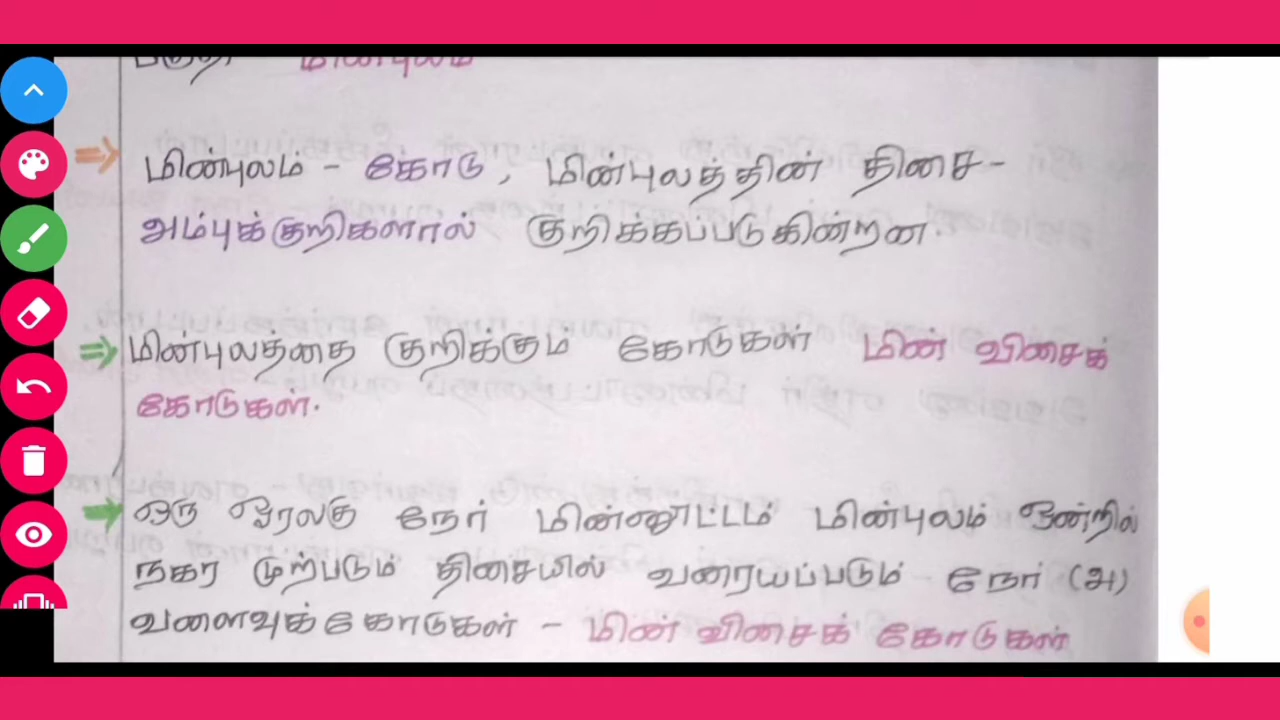 மின்புலம்
மின்புலம் - கோடு, மின்புலத்தின் திசை -
அம்புக்குறிகளால் குறிக்கப்படுகின்றன.
மின்புலத்தை குறிக்கும் கோடுகள் மின் விசைக்
கோடுகள்.
ஒரு ஓரலகு நேர் மின்னூட்டம் மின்புலம் ஒன்றில்
நகர முற்படும் திசையில் வரையப்படும் நேர் (அ)
வளைவுக்கோடுகள் - மின் விசைக் கோடுகள்